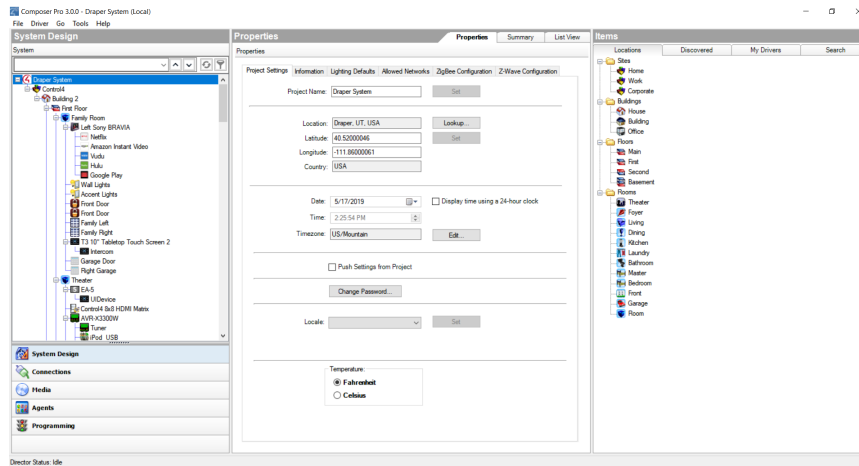 Composer Pro 3.0.0 - Draper System (Local)
File Driver Go Tools Help
System Design
System
Draper System
Control4
Building 2
First Floor
Family Room
Left Sony BRAVIA
Netflix
Amazon Instant Video
Vudu
Hulu
Google Play
Wall Lights
Accent Lights
Front Door
Front Door
Family Left
Family Right
T3 10" Tabletop Touch Screen 2
Intercom
Garage Door
Right Garage
Theater
EA-5
UIDevice
Control4 8x8 HDMI Matrix
AVR-X3300W
Tuner
iPod_USB
System Design
Connections
Media
Agents
Programming
Director Status: Idle
Properties
Properties Summary List View
Properties
Project Settings Information Lighting Defaults Allowed Networks ZigBee Configuration Z-Wave Configuration
Project Name: Draper System Set
Location: Draper, UT, USA Lookup...
Latitude: 40.52000046 Set
Longitude: -111.86000061
Country: USA
Date: 5/17/2019 Display time using a 24-hour clock
Time: 2:25:54 PM
Timezone: US/Mountain Edit...
Push Settings from Project
Change Password...
Locale: Set
Temperature:
Fahrenheit
Celsius
Items
Locations Discovered My Drivers Search
Sites
Home
Work
Corporate
Buildings
House
Building
Office
Floors
Main
First
Second
Basement
Rooms
Theater
Foyer
Living
Dining
Kitchen
Laundry
Bathroom
Master
Bedroom
Front
Garage
Room